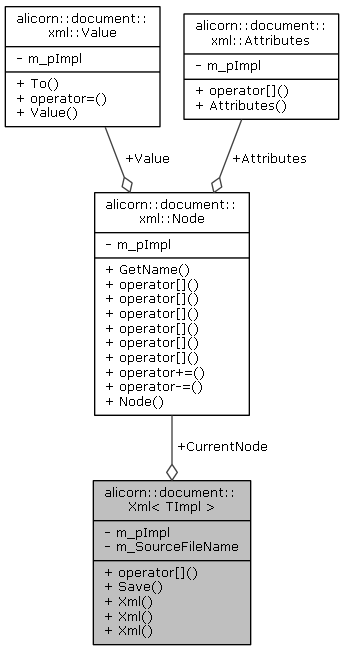 alicorn::document::
xml::Value
- m_pImpl
+ To()
+ operator=()
+ Value()
alicorn::document::
xml::Attributes
- m_pImpl
+ operator[]()
+ Attributes()
+Value
+Attributes
alicorn::document::
xml::Node
- m_pImpl
+ GetName()
+ operator[]()
+ operator[]()
+ operator[]()
+ operator[]()
+ operator[]()
+ operator[]()
+ operator+=()
+ operator-=()
+ Node()
+CurrentNode
alicorn::document::
Xml< TImpl >
- m_pImpl
- m_SourceFileName
+ operator[]()
+ Save()
+ Xml()
+ Xml()
+ Xml()